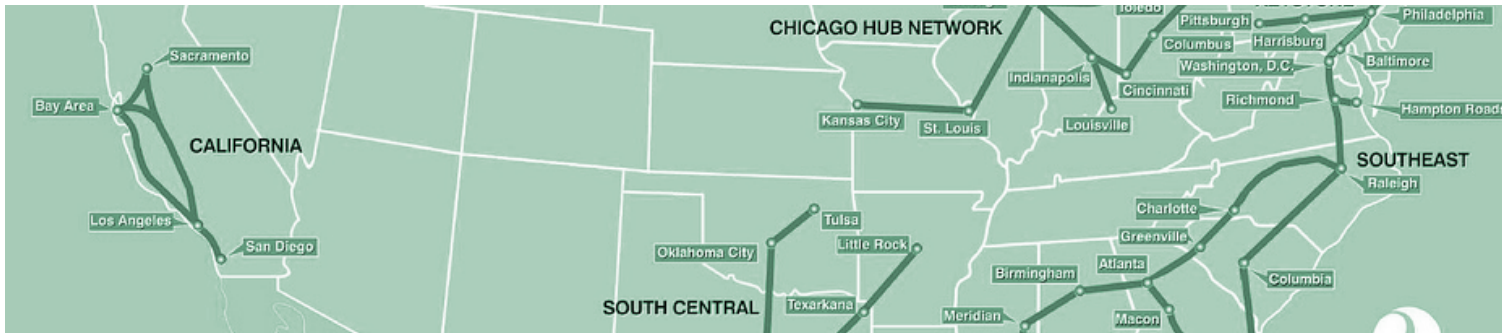 Toledo
KEYSTONE
Philadelphia
CHICAGO HUB NETWORK
Pittsburgh
Harrisburg
Columbus
Sacramento
Washington, D.C.
Baltimore
Indianapolis
Cincinnati
Bay Area
Richmond
Hampton Roads
Kansas City
St. Louis
Louisville
CALIFORNIA
SOUTHEAST
Raleigh
Los Angeles
Tulsa
Charlotte
San Diego
Oklahoma City
Little Rock
Greenville
Birmingham
Atlanta
Columbia
SOUTH CENTRAL
Texarkana
Meridian
Macon